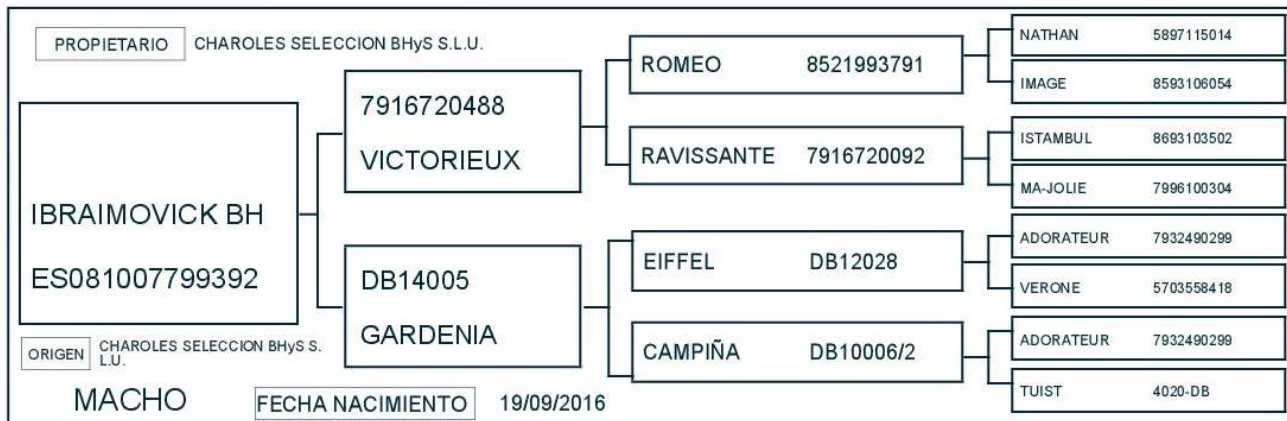 PROPIETARIO CHAROLES SELECCION BHyS S.L.U.
IBRAIMOVICK BH
ES081007799392
ORIGEN CHAROLES SELECCION BHyS S.
L.U.
MACHO FECHA NACIMIENTO 19/09/2016
7916720488
VICTORIEUX
DB14005
GARDENIA
ROMEO 8521993791
RAVISSANTE 7916720092
EIFFEL DB12028
CAMPIÑA DB10006/2
NATHAN 5897115014
IMAGE 8593106054
ISTAMBUL 8693103502
MA-JOLIE 7996100304
ADORATEUR 7932490299
VERONE 5703558418
ADORATEUR 7932490299
TUIST 4020-DB